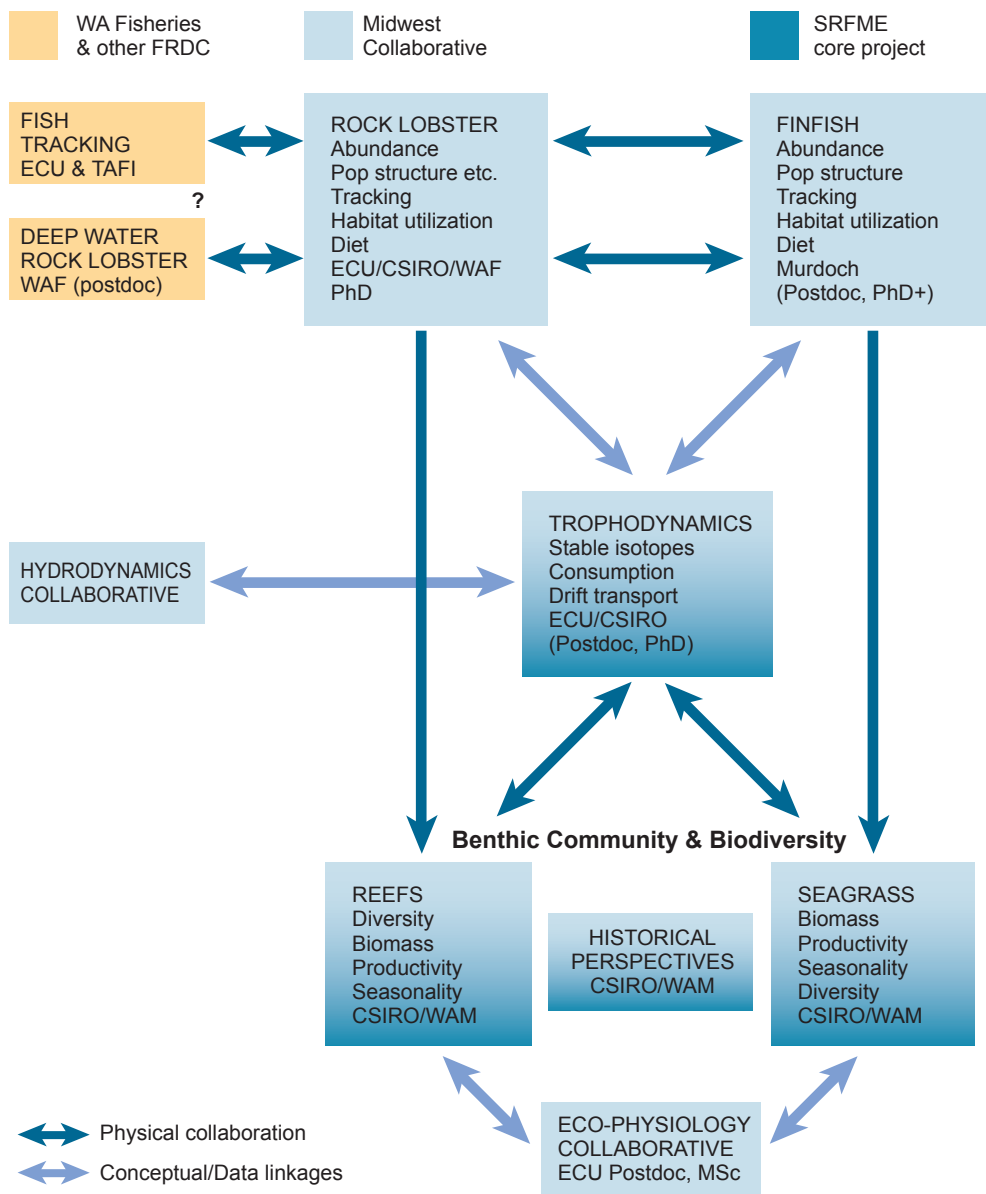 WA Fisheries
& other FRDC
Midwest
Collaborative
SRFME
core project
FISH
TRACKING
ECU & TAFI
?
DEEP WATER
ROCK LOBSTER
WAF (postdoc)
ROCK LOBSTER
Abundance
Pop structure etc.
Tracking
Habitat utilization
Diet
ECU/CSIRO/WAF
PhD
FINFISH
Abundance
Pop structure
Tracking
Habitat utilization
Diet
Murdoch
(Postdoc, PhD+)
HYDRODYNAMICS
COLLABORATIVE
TROPHODYNAMICS
Stable isotopes
Consumption
Drift transport
ECU/CSIRO
(Postdoc, PhD)
Benthic Community & Biodiversity
REEFS
Diversity
Biomass
Productivity
Seasonality
CSIRO/WAM
HISTORICAL
PERSPECTIVES
CSIRO/WAM
SEAGRASS
Biomass
Productivity
Seasonality
Diversity
CSIRO/WAM
ECO-PHYSIOLOGY
COLLABORATIVE
ECU Postdoc, MSc
Physical collaboration
Conceptual/Data linkages